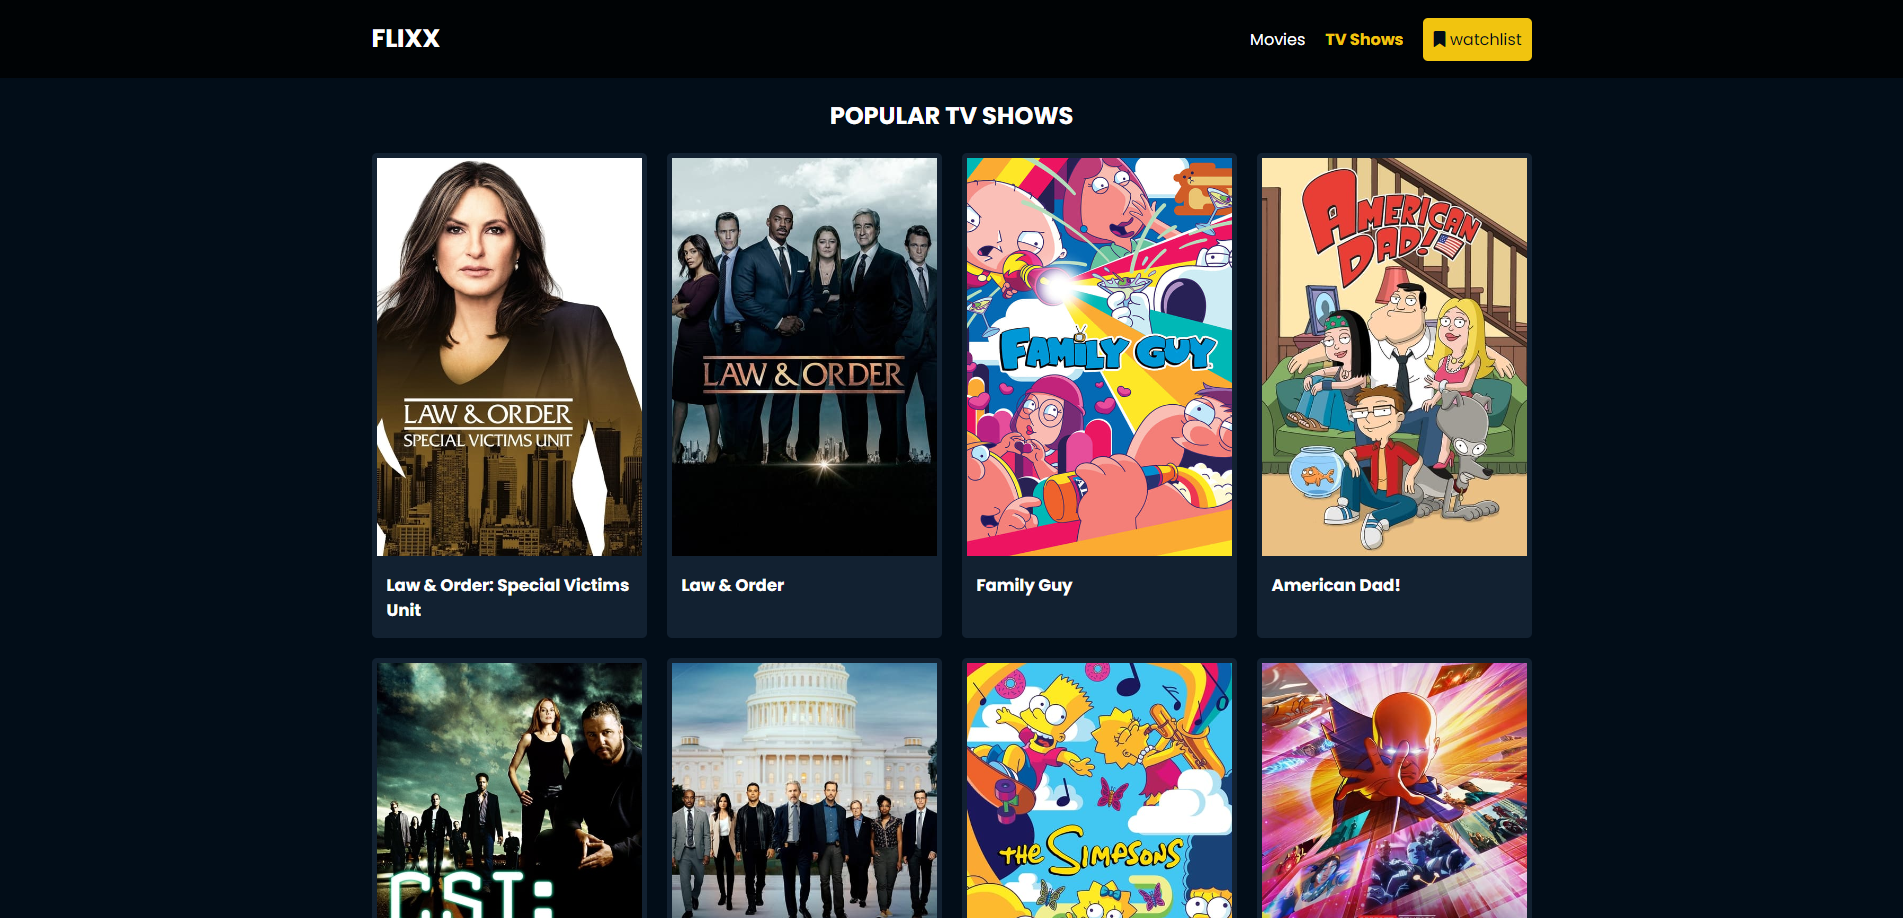 FLIXX
Movies
TV Shows
watchlist
POPULAR TV SHOWS
LAW & ORDER
SPECIAL VICTIMS UNIT
LAW & ORDER
FAMILY GUY
AMERICAN
DAD!
Law & Order: Special Victims
Unit
Law & Order
Family Guy
American Dad!
CSI:
THE SIMPSONS